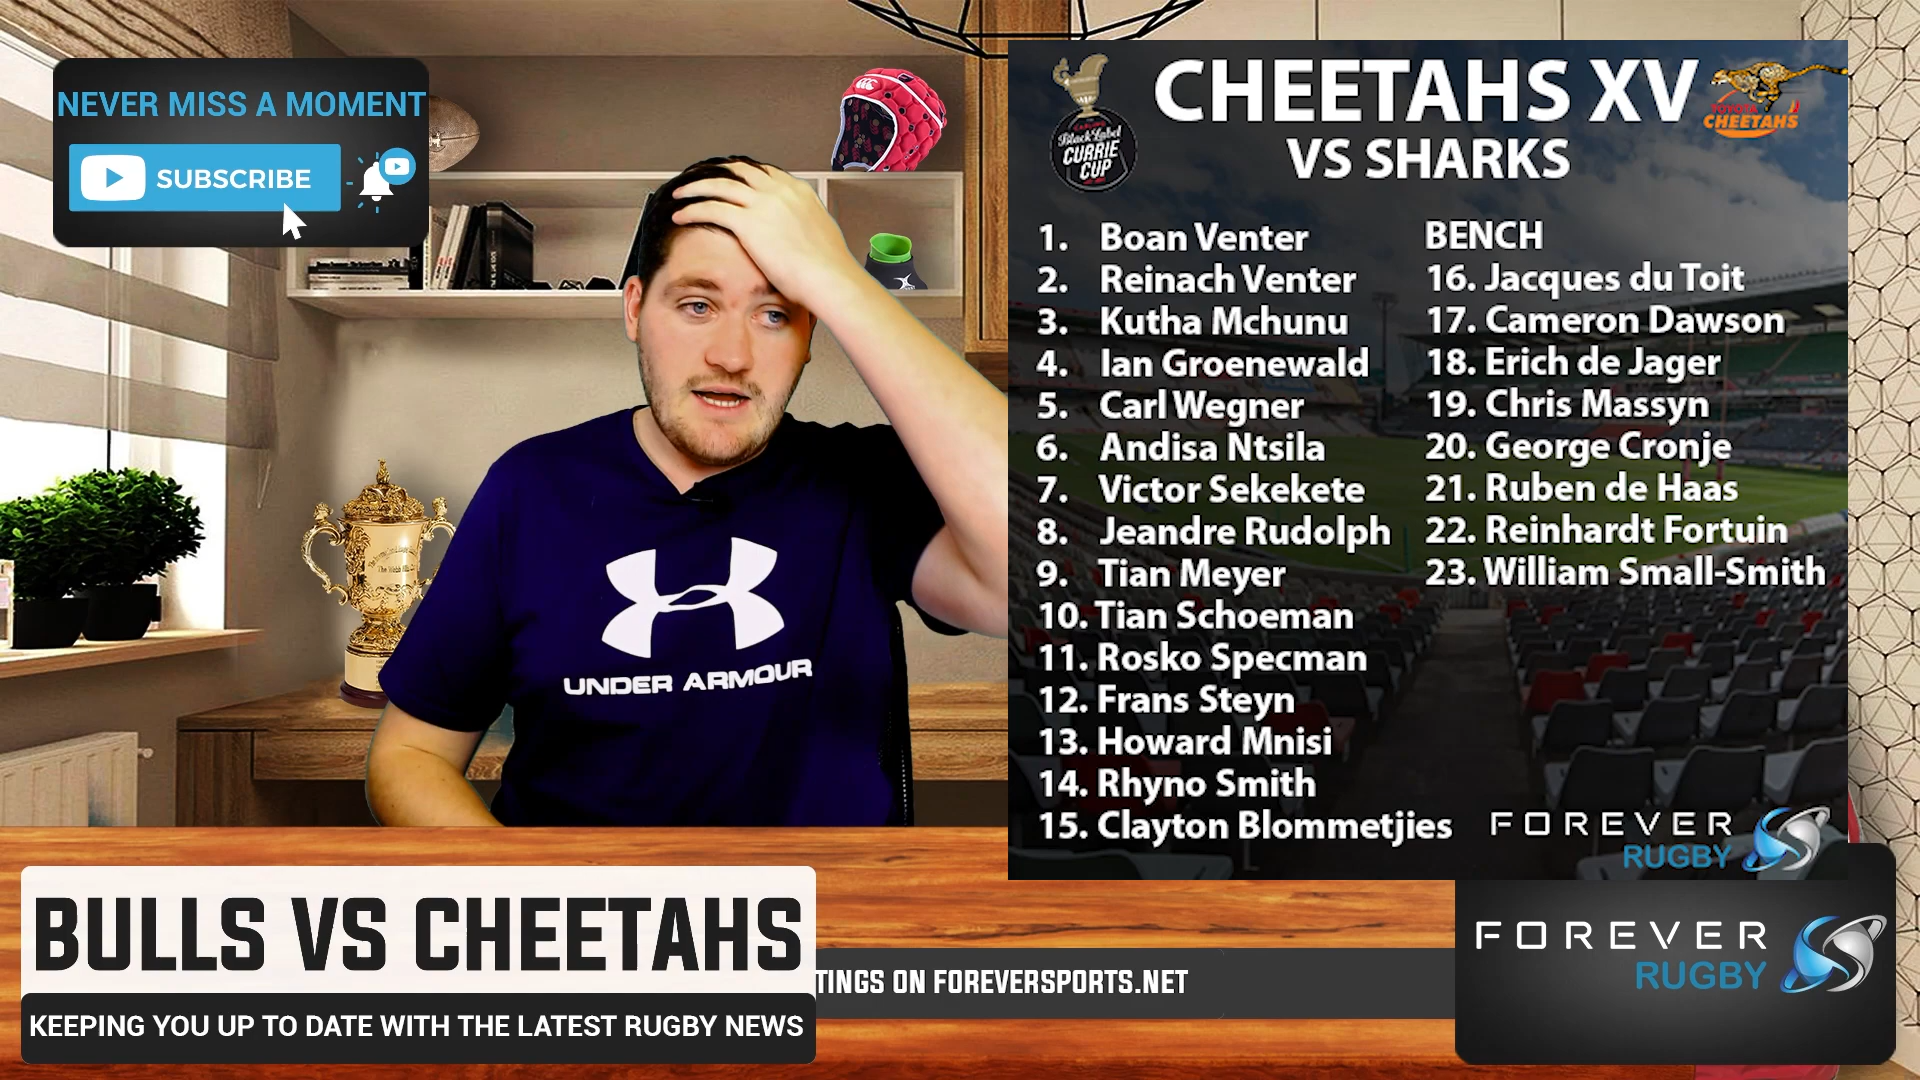 NEVER MISS A MOMENT
SUBSCRIBE
CHEETAHS XV
VS SHARKS
Black Label
CURRIE
CUP
TOYOTA
CHEETAHS
1. Boan Venter
2. Reinach Venter
3. Kutha Mchunu
4. Ian Groenewald
5. Carl Wegner
6. Andisa Ntsila
7. Victor Sekekete
8. Jeandre Rudolph
9. Tian Meyer
10. Tian Schoeman
11. Rosko Specman
12. Frans Steyn
13. Howard Mnisi
14. Rhyno Smith
15. Clayton Blommetjies
BENCH
16. Jacques du Toit
17. Cameron Dawson
18. Erich de Jager
19. Chris Massyn
20. George Cronje
21. Ruben de Haas
22. Reinhardt Fortuin
23. William Small-Smith
FOREVER
RUGBY
UNDER ARMOUR
BULLS VS CHEETAHS
TINGS ON FOREVERSPORTS.NET
KEEPING YOU UP TO DATE WITH THE LATEST RUGBY NEWS
FOREVER
RUGBY